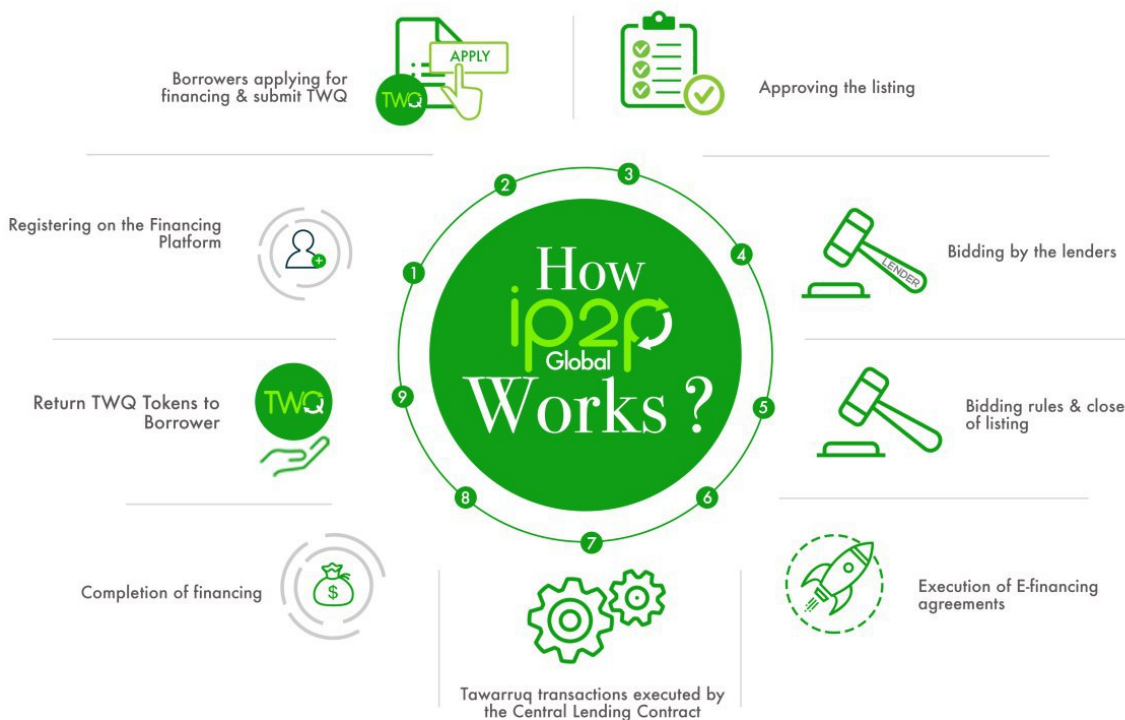 Borrowers applying for
financing & submit TWQ
TWQ
APPLY
Approving the listing
Registering on the Financing
Platform
Bidding by the lenders
LENDER
Return TWQ Tokens to
Borrower
TWQ
Bidding rules & close
of listing
Completion of financing
$
Execution of E-financing
agreements
Tawarruq transactions executed by
the Central Lending Contract
How
ip2p
Global
Works ?
1
2
3
4
5
6
7
8
9